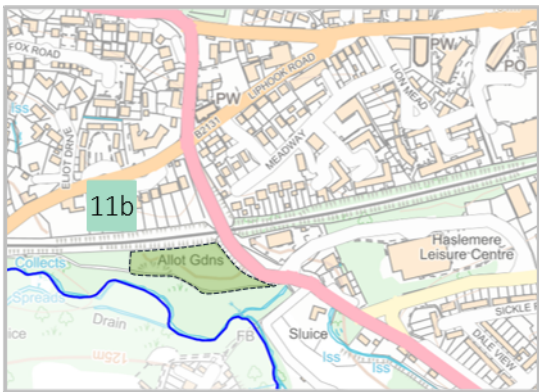 FOX ROAD
Iss
ELIOT DRIVE
PW
B2131
LIPHOOK ROAD
LION MEAD
PW
PO
MEADWAY
11b
Collects
Allot Gdns
Haslemere
Leisure Centre
Spreads
Drain
FB
Sluice
Iss
Iss
125m
SICKLE R
DALE VIEW
ice